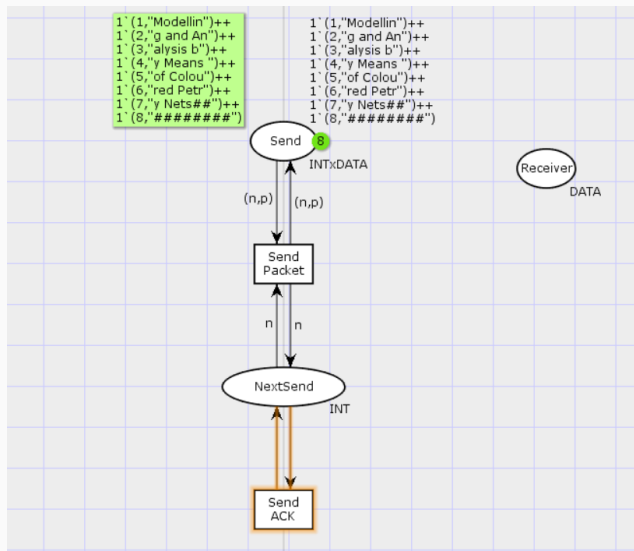 1`(1,"Modellin")++
1`(2,"g and An")++
1`(3,"alysis b")++
1`(4,"y Means ")++
1`(5,"of Colou")++
1`(6,"red Petr")++
1`(7,"y Nets##")++
1`(8,"########")
1`(1,"Modellin")++
1`(2,"g and An")++
1`(3,"alysis b")++
1`(4,"y Means ")++
1`(5,"of Colou")++
1`(6,"red Petr")++
1`(7,"y Nets##")++
1`(8,"########")
Send
8
INTxDATA
Receiver
DATA
(n,p)
(n,p)
Send
Packet
n
n
NextSend
INT
Send
ACK